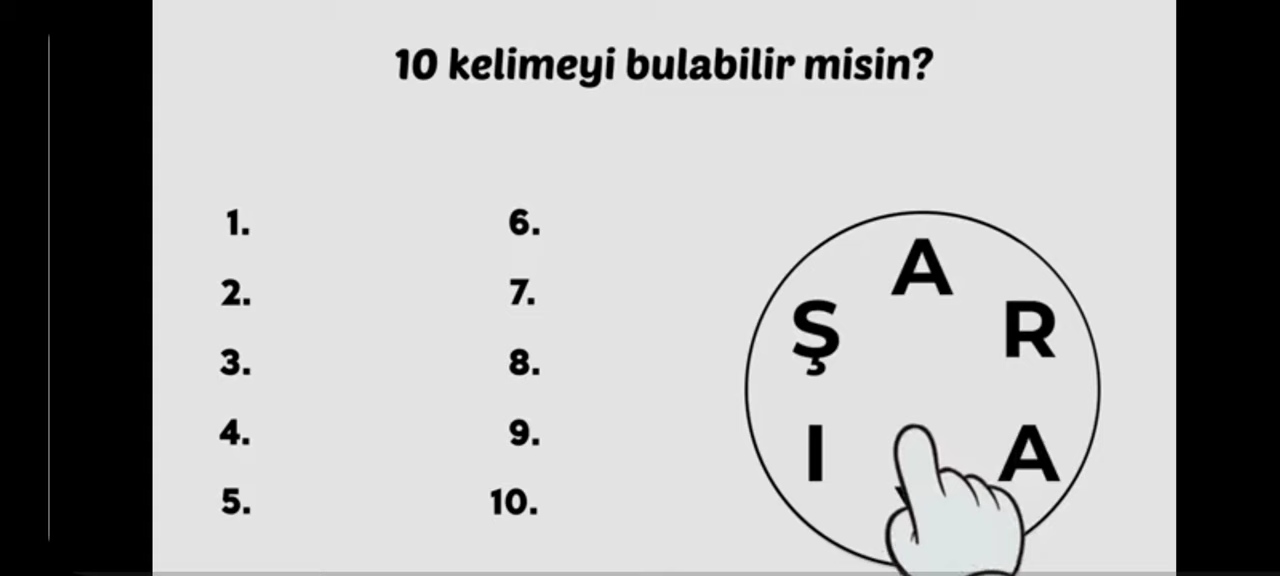 10 kelimeyi bulabilir misin?
1.
2.
3.
4.
5.
6.
7.
8.
9.
10.
A
Ş R
I A